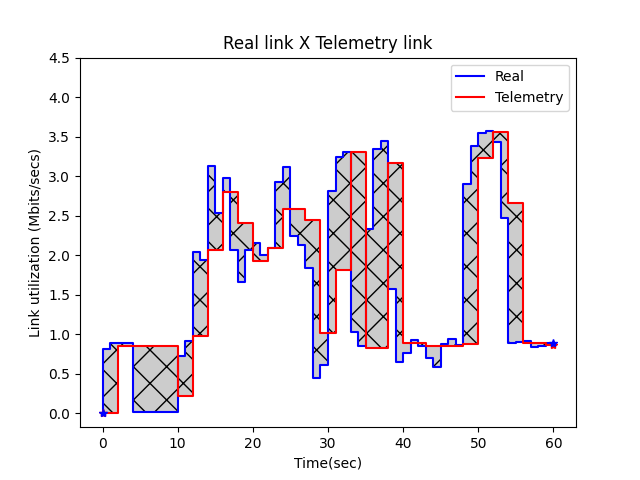 Real link X Telemetry link
Real
Telemetry
Link utilization (Mbits/secs)
4.5
4.0
3.5
3.0
2.5
2.0
1.5
1.0
0.5
0.0
0 10 20 30 40 50 60
Time(sec)